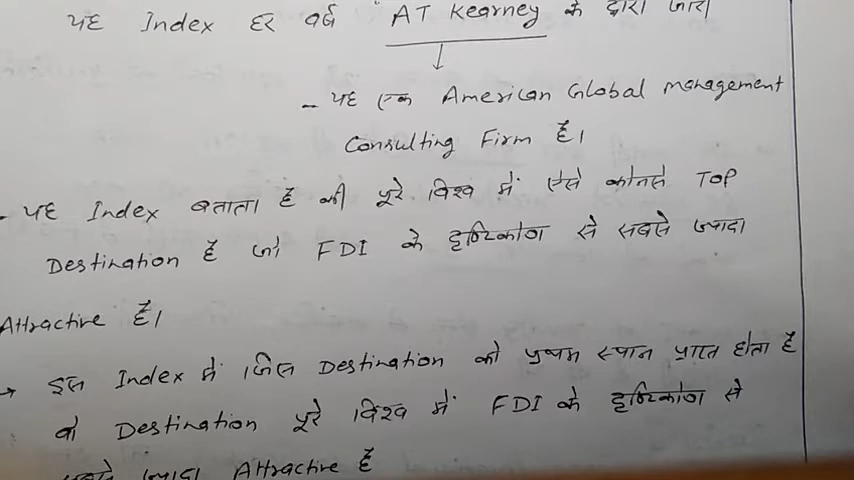 यह Index हर वर्ष "AT Kearney के द्वारा जारी
- यह एक American Global Management
Consulting Firm है।
- यह Index बताता है की पूरे विश्व में ऐसे कोनसे TOP
Destination है जो FDI के दृष्टिकोण से सबसे ज्यादा
Attractive है।
→ इस Index में जिस Destination को प्रथम स्थान प्राप्त होता है
वो Destination पूरे विश्व में FDI के दृष्टिकोण से
सबसे ज्यादा Attractive है